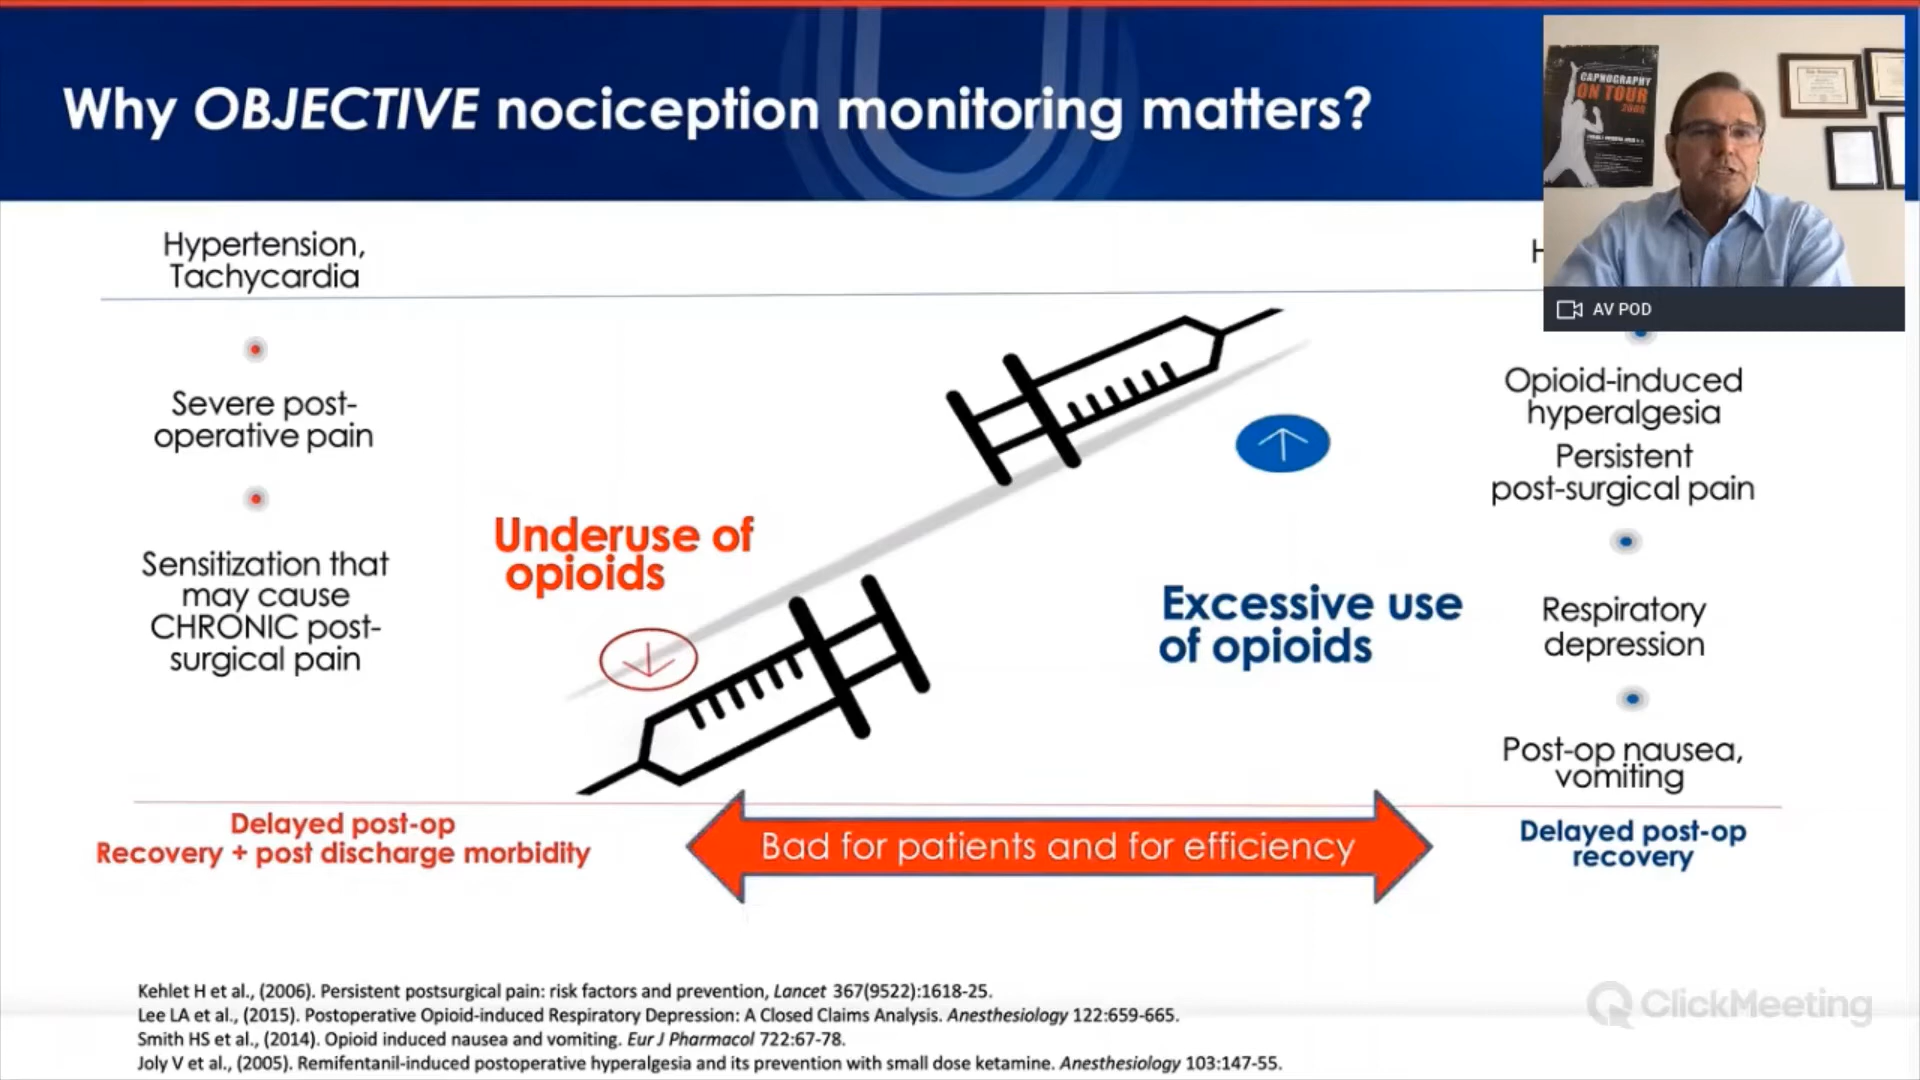 Why OBJECTIVE nociception monitoring matters?
CAPNOGRAPHY
ON TOUR
2008
AV POD
Hypertension,
Tachycardia
H
Severe post-
operative pain
Sensitization that
may cause
CHRONIC post-
surgical pain
Underuse of
opioids
Excessive use
of opioids
Opioid-induced
hyperalgesia
Persistent
post-surgical pain
Respiratory
depression
Post-op nausea,
vomiting
Delayed post-op
Recovery + post discharge morbidity
Bad for patients and for efficiency
Delayed post-op
recovery
Kehlet H et al., (2006). Persistent postsurgical pain: risk factors and prevention, Lancet 367(9522):1618-25.
Lee LA et al., (2015). Postoperative Opioid-induced Respiratory Depression: A Closed Claims Analysis. Anesthesiology 122:659-665.
Smith HS et al., (2014). Opioid induced nausea and vomiting. Eur J Pharmacol 722:67-78.
Joly V et al., (2005). Remifentanil-induced postoperative hyperalgesia and its prevention with small dose ketamine. Anesthesiology 103:147-55.
ClickMeeting